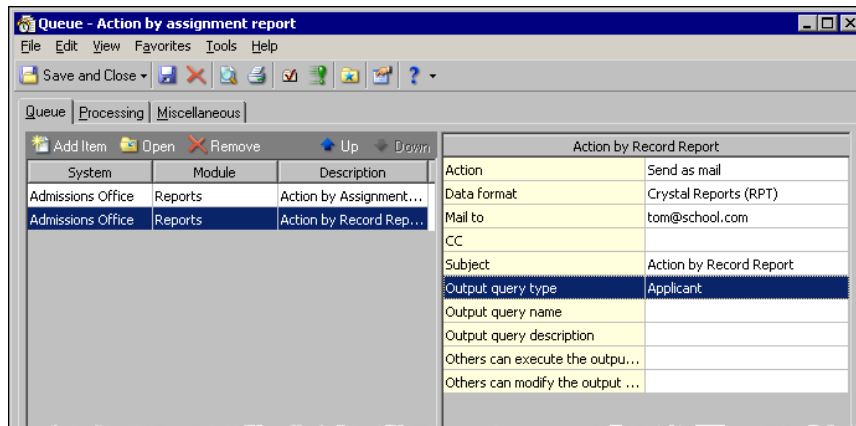 Queue - Action by assignment report
File Edit View Favorites Tools Help
Save and Close
Queue Processing Miscellaneous
Add Item Open Remove Up Down
System Module Description
Admissions Office Reports Action by Assignment...
Admissions Office Reports Action by Record Rep...
Action by Record Report
Action Send as mail
Data format Crystal Reports (RPT)
Mail to tom@school.com
CC
Subject Action by Record Report
Output query type Applicant
Output query name
Output query description
Others can execute the outpu...
Others can modify the output ...